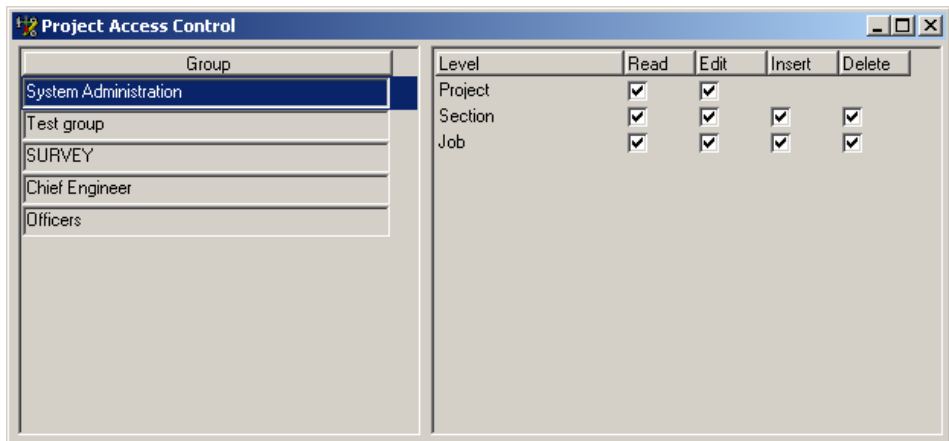 Project Access Control
Group
System Administration
Test group
SURVEY
Chief Engineer
Officers
Level Read Edit Insert Delete
Project
Section
Job